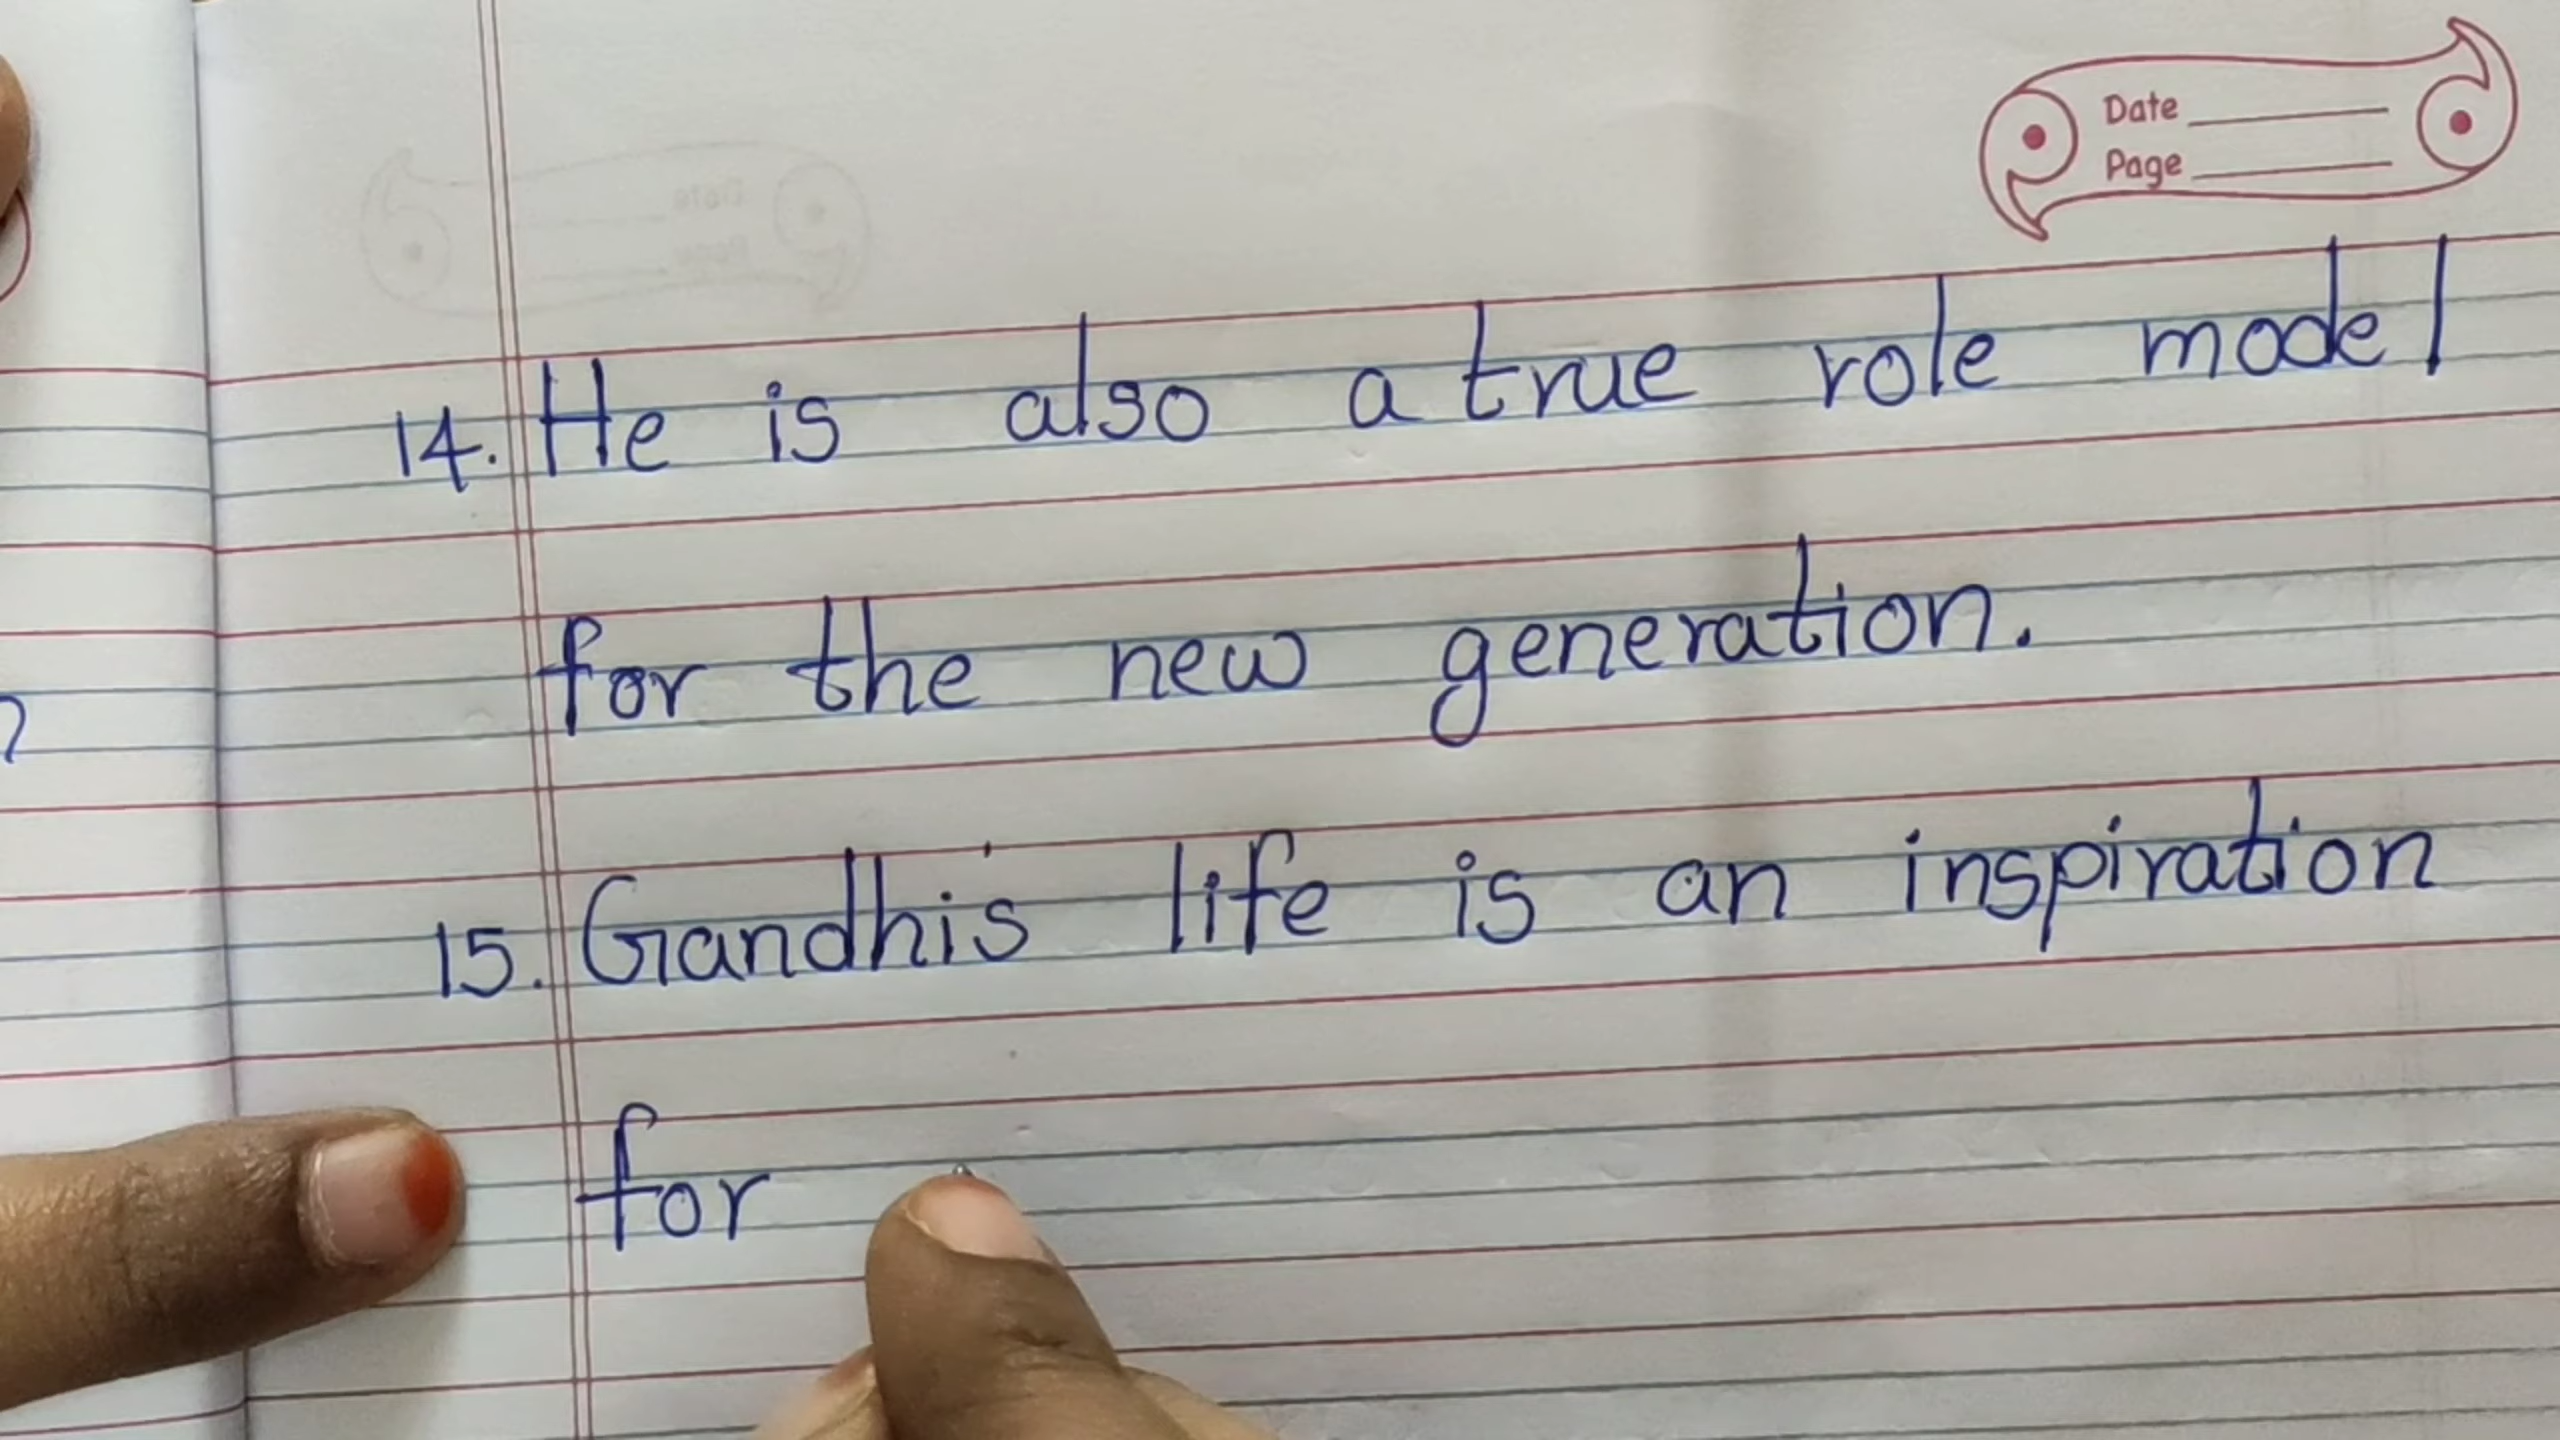 Date
Page
14. He is also a true role model
for the new generation.
15. Gandhi's life is an inspiration
for